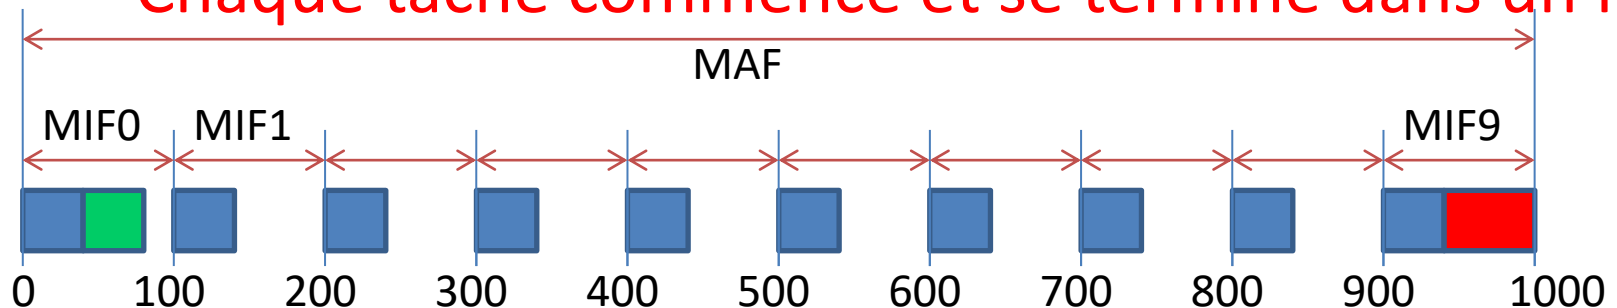 Chaque tâche commence et se termine dans un
MAF
MIF0 MIF1 MIF9
0 100 200 300 400 500 600 700 800 900 1000